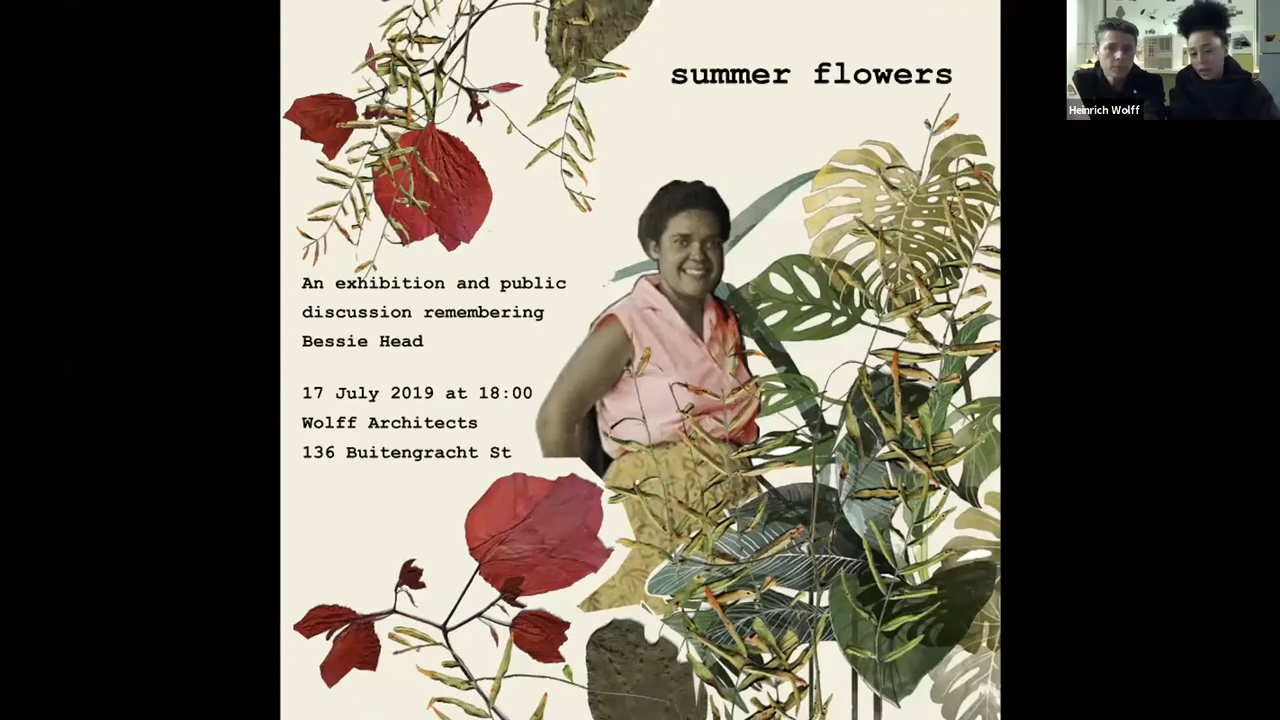 summer flowers
An exhibition and public
discussion remembering
Bessie Head
17 July 2019 at 18:00
Wolff Architects
136 Buitengracht St
Heinrich Wolff